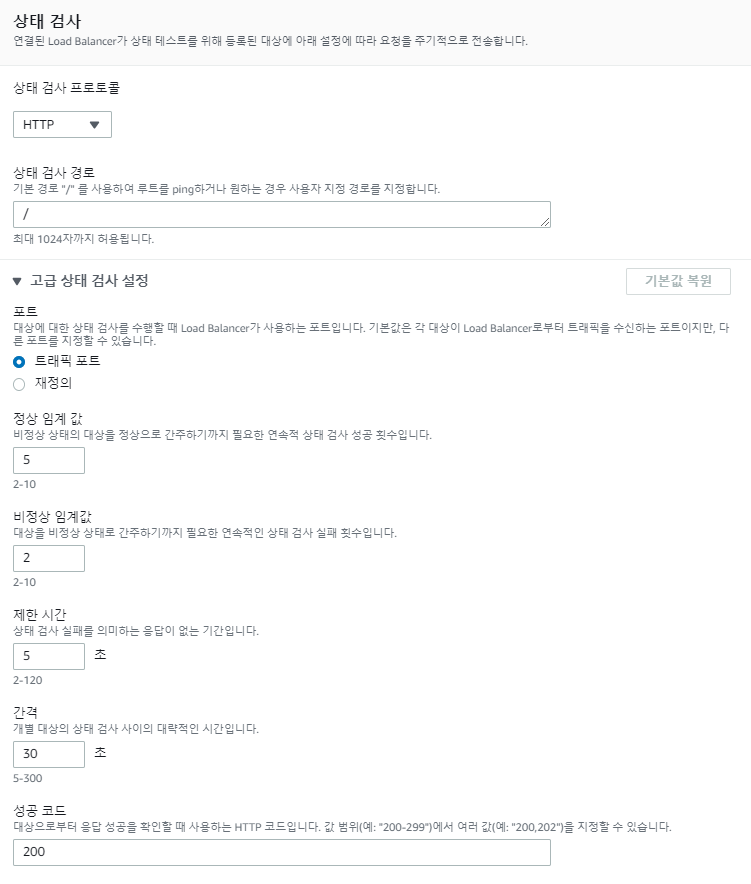 상태 검사
연결된 Load Balancer가 상태 테스트를 위해 등록된 대상에 아래 설정에 따라 요청을 주기적으로 전송합니다.
상태 검사 프로토콜
HTTP
상태 검사 경로
기본 경로 "/" 를 사용하여 루트를 ping하거나 원하는 경우 사용자 지정 경로를 지정합니다.
/
최대 1024자까지 허용됩니다.
고급 상태 검사 설정
기본값 복원
포트
대상에 대한 상태 검사를 수행할 때 Load Balancer가 사용하는 포트입니다. 기본값은 각 대상이 Load Balancer로부터 트래픽을 수신하는 포트이지만, 다
른 포트를 지정할 수 있습니다.
트래픽 포트
재정의
정상 임계 값
비정상 상태의 대상을 정상으로 간주하기까지 필요한 연속적 상태 검사 성공 횟수입니다.
5
2-10
비정상 임계값
대상을 비정상 상태로 간주하기까지 필요한 연속적인 상태 검사 실패 횟수입니다.
2
2-10
제한 시간
상태 검사 실패를 의미하는 응답이 없는 기간입니다.
5 초
2-120
간격
개별 대상의 상태 검사 사이의 대략적인 시간입니다.
30 초
5-300
성공 코드
대상으로부터 응답 성공을 확인할 때 사용하는 HTTP 코드입니다. 값 범위(예: "200-299")에서 여러 값(예: "200,202")을 지정할 수 있습니다.
200